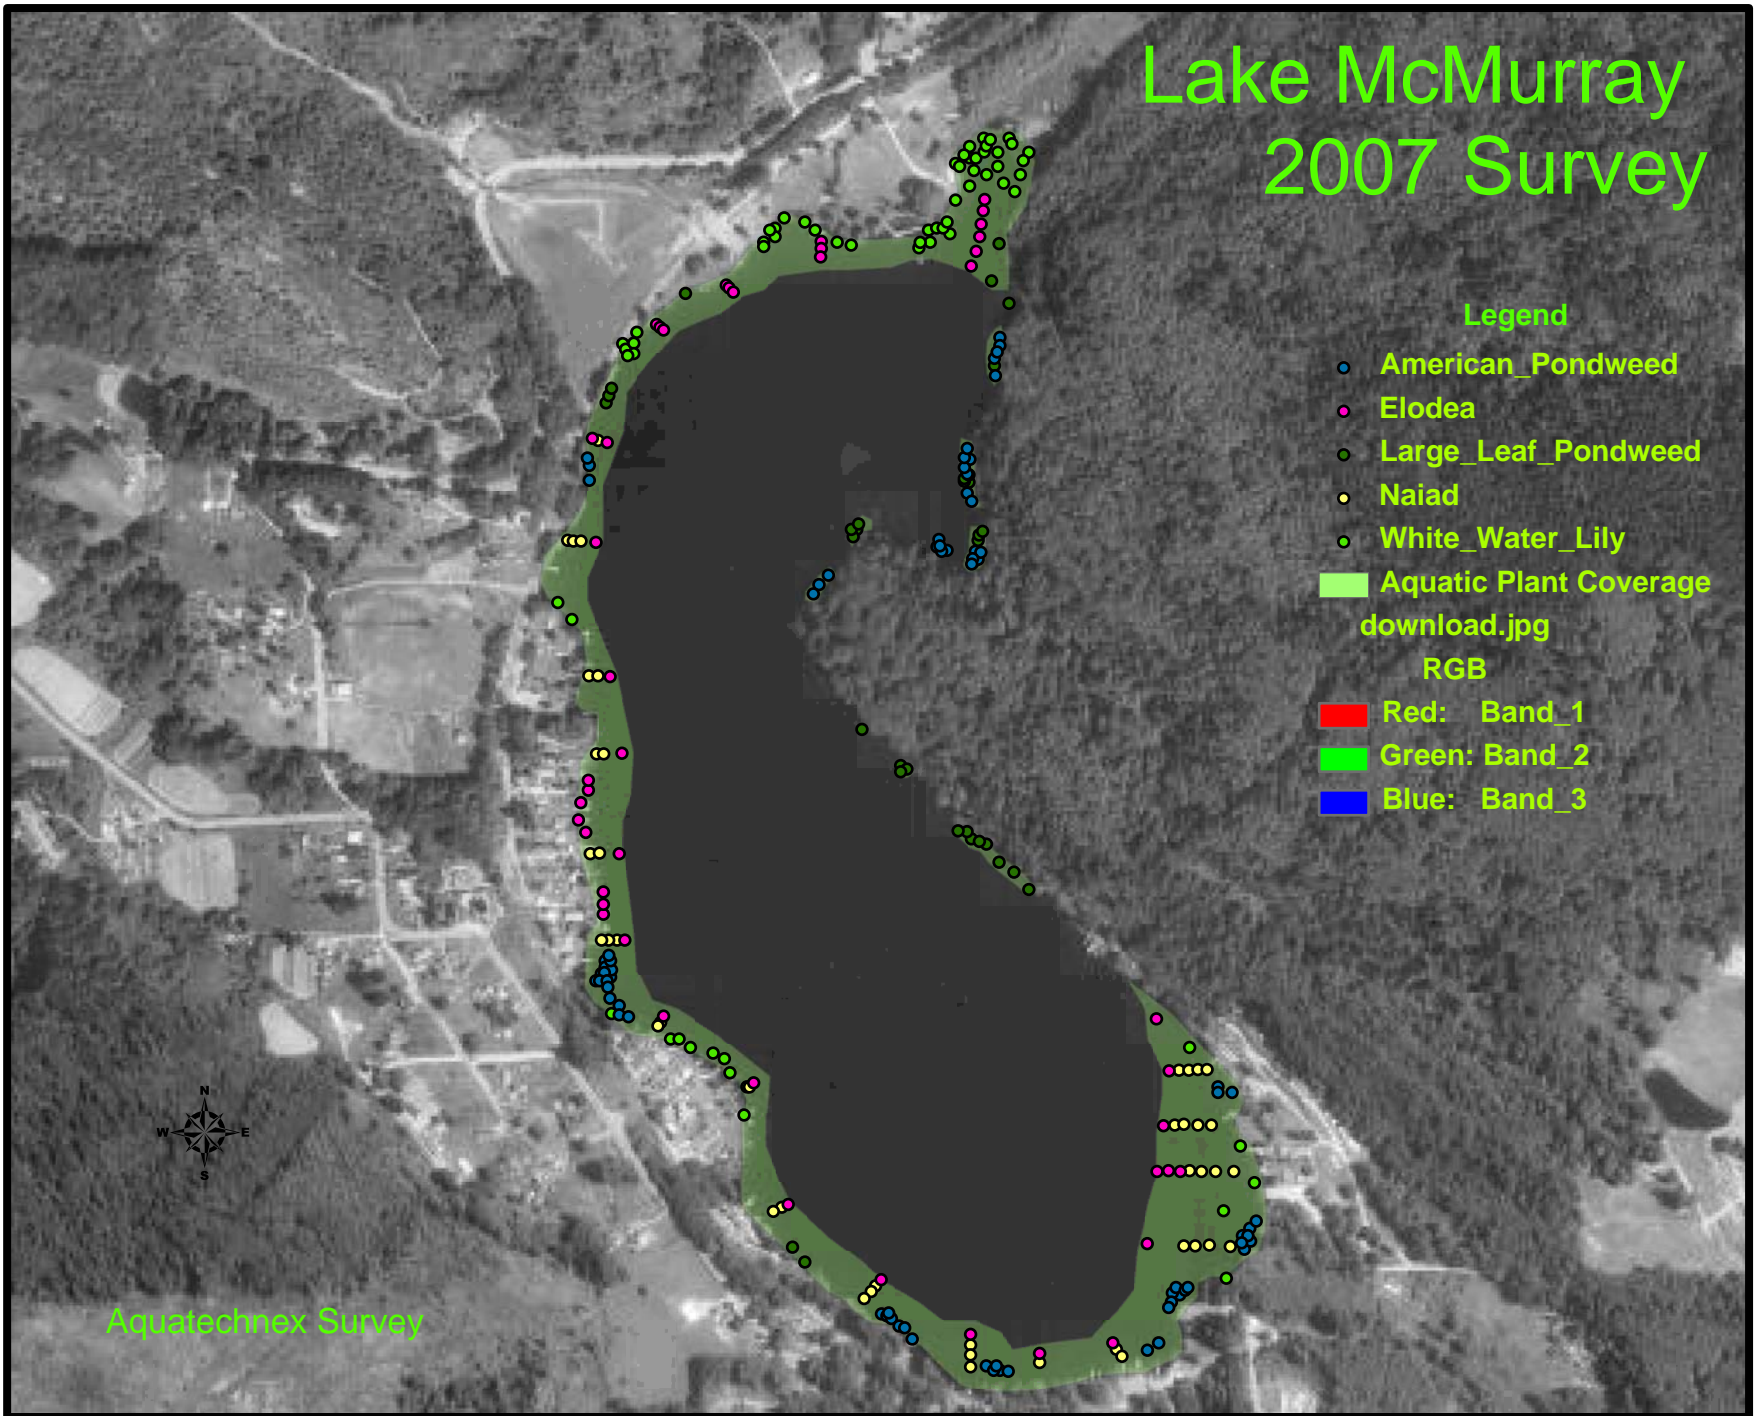 Lake McMurray
2007 Survey
Legend
American_Pondweed
Elodea
Large_Leaf_Pondweed
Naiad
White_Water_Lily
Aquatic Plant Coverage
download.jpg
RGB
Red: Band_1
Green: Band_2
Blue: Band_3
N
W E
S
Aquatechnex Survey